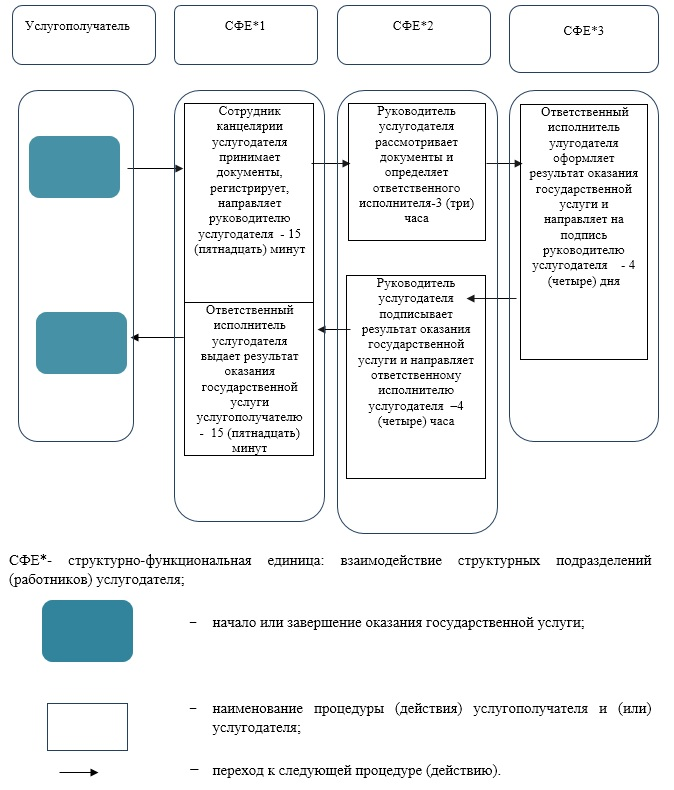 Услугополучатель
СФЕ*1
СФЕ*2
СФЕ*3
Сотрудник
канцелярии
услугодателя
принимает
документы,
регистрирует,
направляет
руководителю
услугодателя - 15
(пятнадцать) минут
Руководитель
услугодателя
рассматривает
документы и
определяет
ответственного
исполнителя-3 (три)
часа
Ответственный
исполнитель
улугодателя
оформляет
результат оказания
государственной
услуги и
направляет на
подпись
руководителю
услугодателя - 4
(четыре) дня
Руководитель
услугодателя
подписывает
результат оказания
государственной
услуги и направляет
ответственному
исполнителю
услугодателя –4
(четыре) часа
Ответственный
исполнитель
услугодателя
выдает результат
оказания
государственной
услуги
услугополучателю
- 15 (пятнадцать)
минут
СФЕ*- структурно-функциональная единица: взаимодействие структурных подразделений
(работников) услугодателя;
– начало или завершение оказания государственной услуги;
– наименование процедуры (действия) услугополучателя и (или)
услугодателя;
– переход к следующей процедуре (действию).